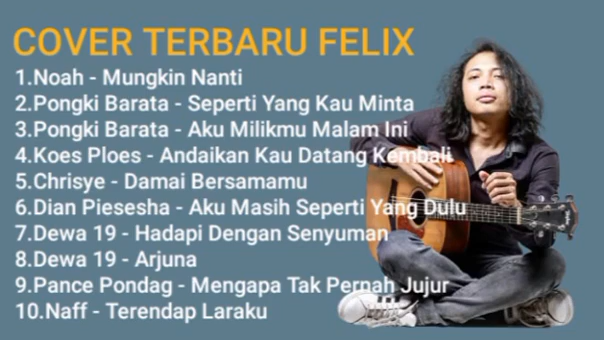 COVER TERBARU FELIX
1.Noah - Mungkin Nanti
2.Pongki Barata - Seperti Yang Kau Minta
3.Pongki Barata - Aku Milikmu Malam Ini
4.Koes Ploes - Andaikan Kau Datang Kembali
5.Chrisye - Damai Bersamamu
6.Dian Piesesha - Aku Masih Seperti Yang Dulu
7.Dewa 19 - Hadapi Dengan Senyuman
8.Dewa 19 - Arjuna
9.Pance Pondag - Mengapa Tak Pernah Jujur
10.Naff - Terendap Laraku